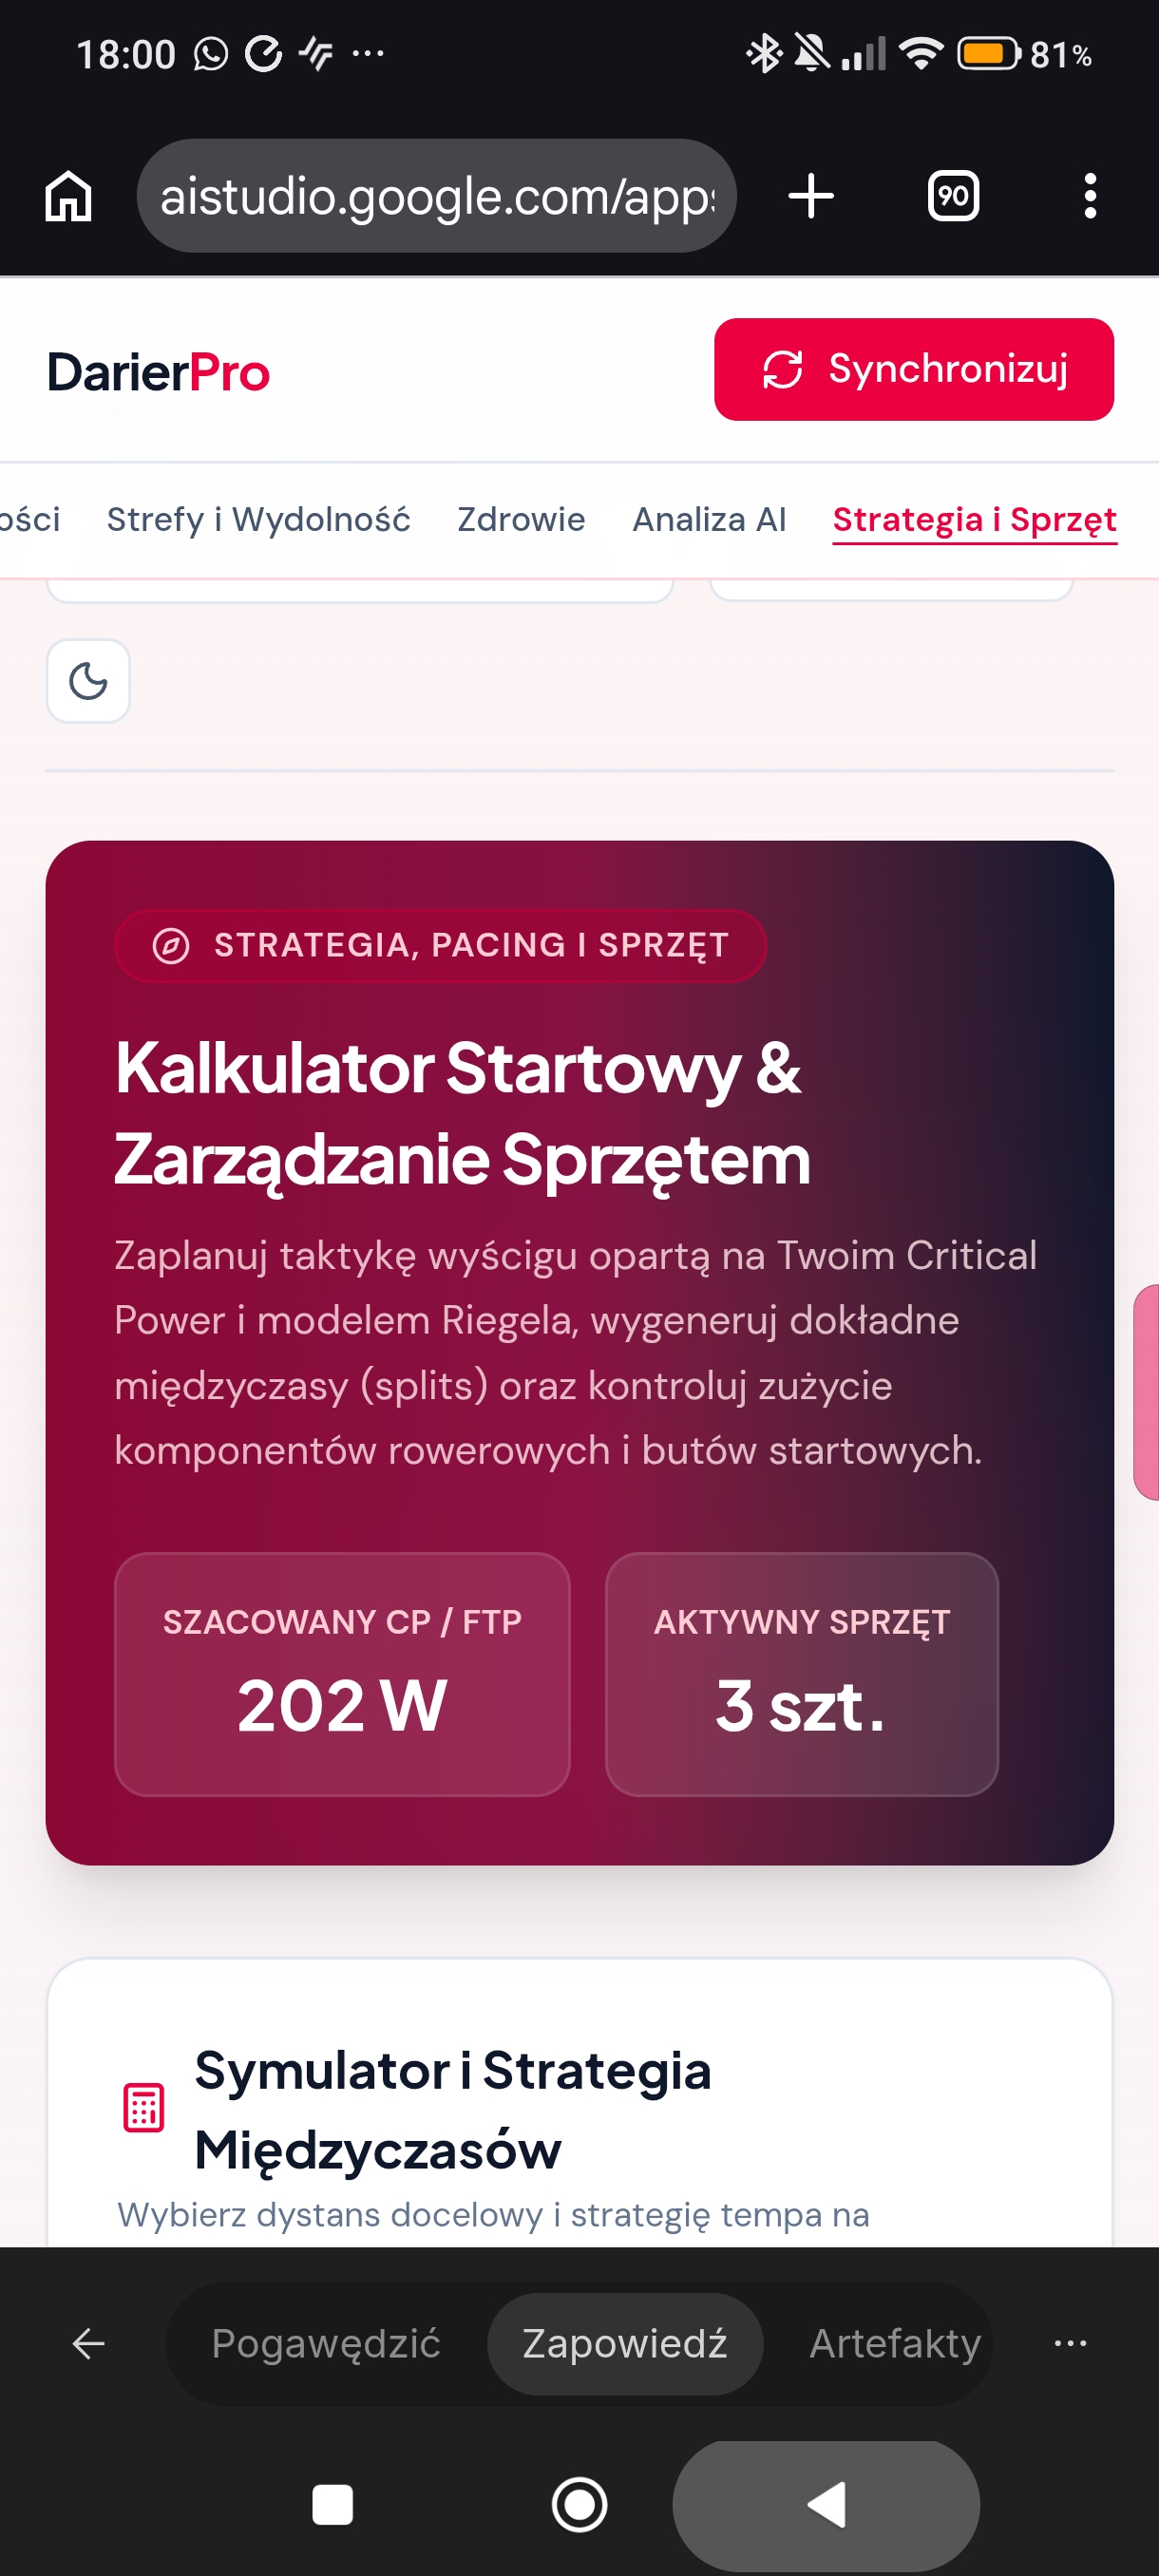 18:00
81%
aistudio.google.com/app
90
DarierPro
Synchronizuj
ości Strefy i Wydolność Zdrowie Analiza AI Strategia i Sprzęt
STRATEGIA, PACING I SPRZĘT
Kalkulator Startowy &
Zarządzanie Sprzętem
Zaplanuj taktykę wyścigu opartą na Twoim Critical
Power i modelem Riegela, wygeneruj dokładne
międzyczasy (splits) oraz kontroluj zużycie
komponentów rowerowych i butów startowych.
SZACOWANY CP / FTP
202 W
AKTYWNY SPRZĘT
3 szt.
Symulator i Strategia
Międzyczasów
Wybierz dystans docelowy i strategię tempa na
Pogawędzić Zapowiedź Artefakty